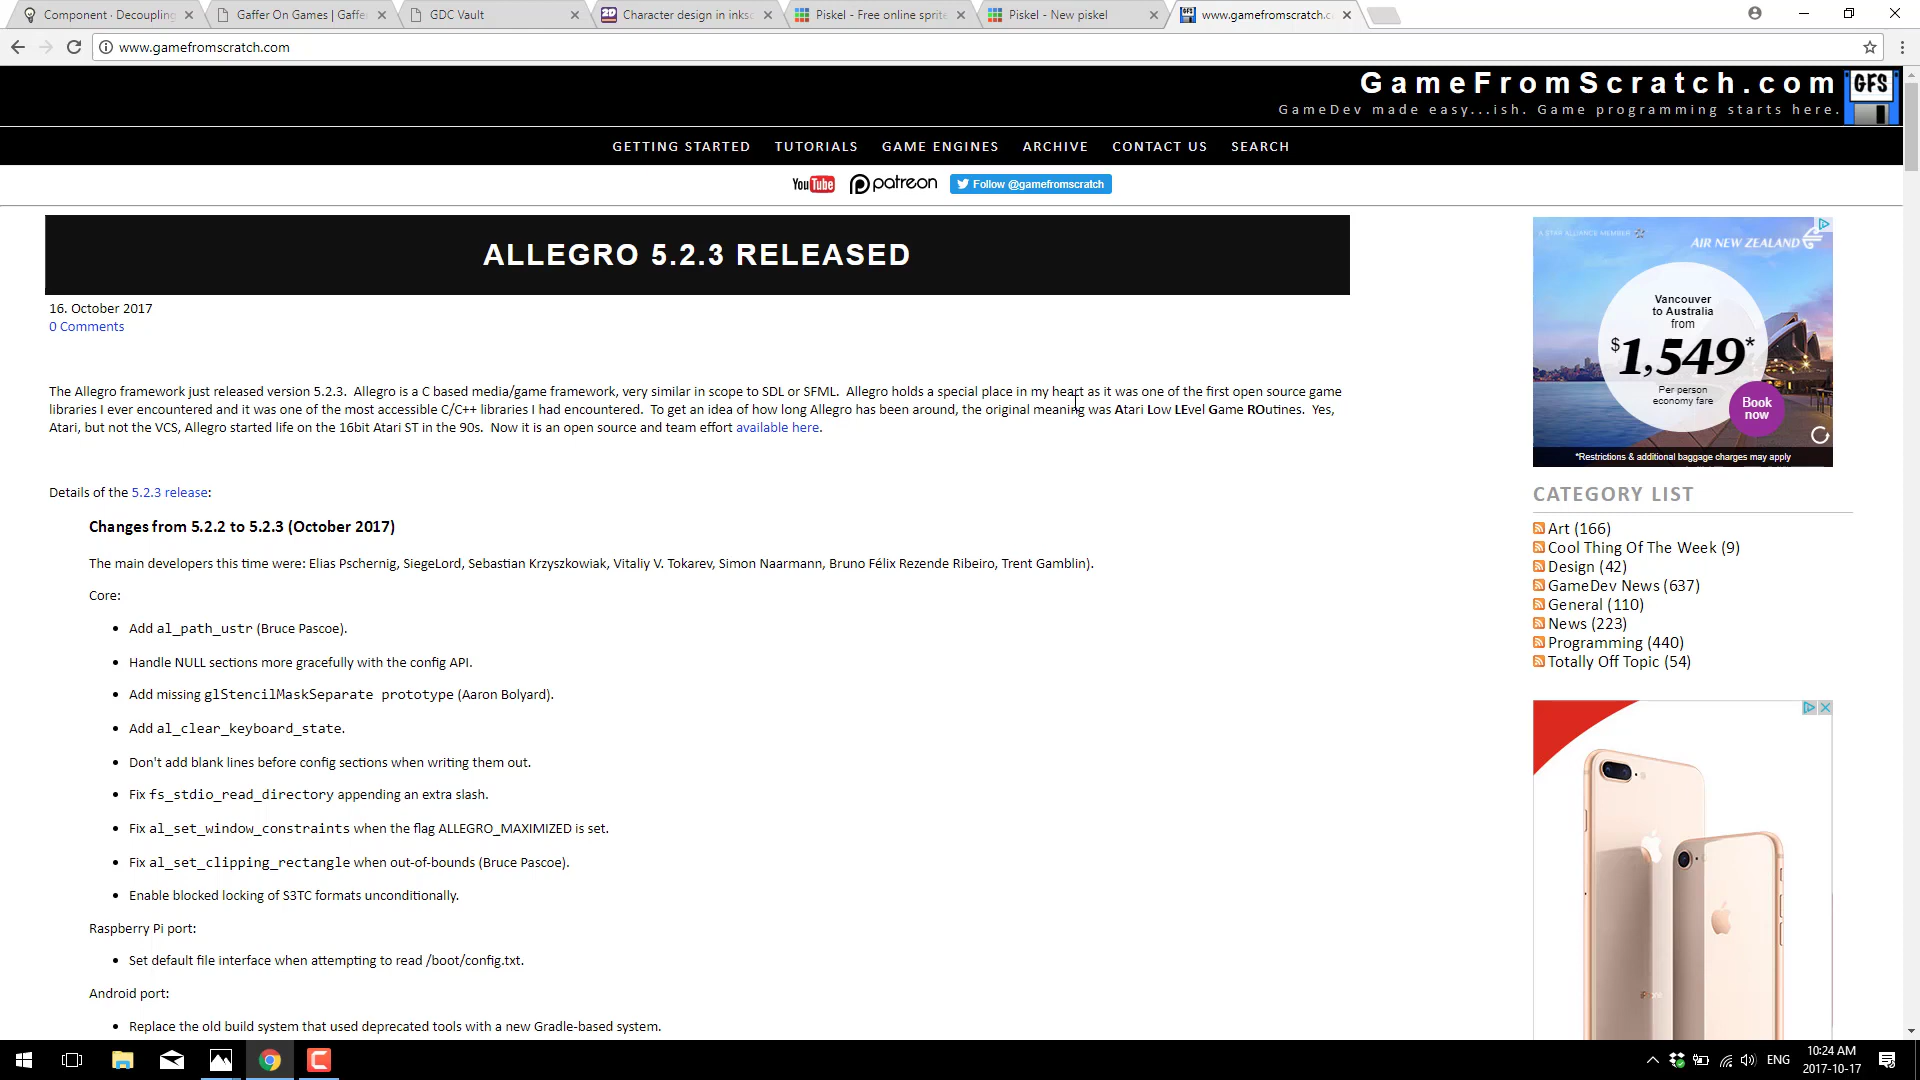 Component · Decoupling
Gaffer On Games | Gaffe
GDC Vault
Character design in inksc
Piskel - Free online sprite
Piskel - New piskel
www.gamefromscratch.c
www.gamefromscratch.com
GameFromScratch.com
GFS
GameDev made easy...ish. Game programming starts here.
GETTING STARTED
TUTORIALS
GAME ENGINES
ARCHIVE
CONTACT US
SEARCH
YouTube
patreon
Follow @gamefromscratch
ALLEGRO 5.2.3 RELEASED
16. October 2017
0 Comments
The Allegro framework just released version 5.2.3. Allegro is a C based media/game framework, very similar in scope to SDL or SFML. Allegro holds a special place in my heart as it was one of the first open source game
libraries I ever encountered and it was one of the most accessible C/C++ libraries I had encountered. To get an idea of how long Allegro has been around, the original meaning was Atari Low LEvel Game ROutines. Yes,
Atari, but not the VCS, Allegro started life on the 16bit Atari ST in the 90s. Now it is an open source and team effort available here.
Details of the 5.2.3 release:
Changes from 5.2.2 to 5.2.3 (October 2017)
The main developers this time were: Elias Pschernig, SiegeLord, Sebastian Krzyszkowiak, Vitaliy V. Tokarev, Simon Naarmann, Bruno Félix Rezende Ribeiro, Trent Gamblin).
Core:
Add al_path_ustr (Bruce Pascoe).
Handle NULL sections more gracefully with the config API.
Add missing glStencilMaskSeparate prototype (Aaron Bolyard).
Add al_clear_keyboard_state.
Don't add blank lines before config sections when writing them out.
Fix fs_stdio_read_directory appending an extra slash.
Fix al_set_window_constraints when the flag ALLEGRO_MAXIMIZED is set.
Fix al_set_clipping_rectangle when out-of-bounds (Bruce Pascoe).
Enable blocked locking of S3TC formats unconditionally.
Raspberry Pi port:
Set default file interface when attempting to read /boot/config.txt.
Android port:
Replace the old build system that used deprecated tools with a new Gradle-based system.
A STAR ALLIANCE MEMBER
AIR NEW ZEALAND
Vancouver
to Australia
from
$1,549*
Per person
economy fare
Book
now
*Restrictions & additional baggage charges may apply
CATEGORY LIST
Art (166)
Cool Thing Of The Week (9)
Design (42)
GameDev News (637)
General (110)
News (223)
Programming (440)
Totally Off Topic (54)
iPhone
ENG
10:24 AM
2017-10-17